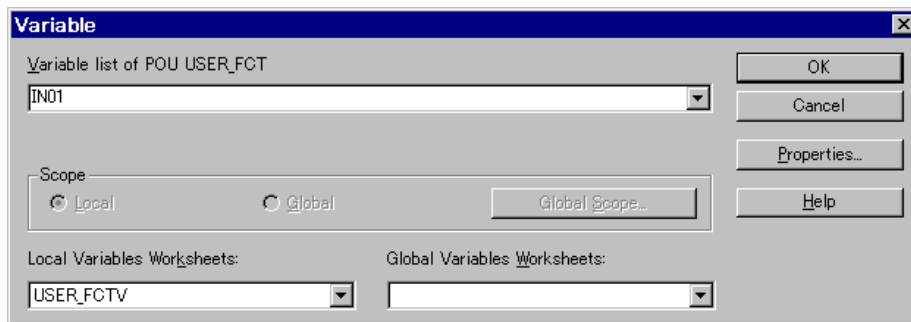 Variable
Variable list of POU USER_FCT
IN01
OK
Cancel
Properties...
Help
Scope
Local
Global
Global Scope...
Local Variables Worksheets:
Global Variables Worksheets:
USER_FCTV